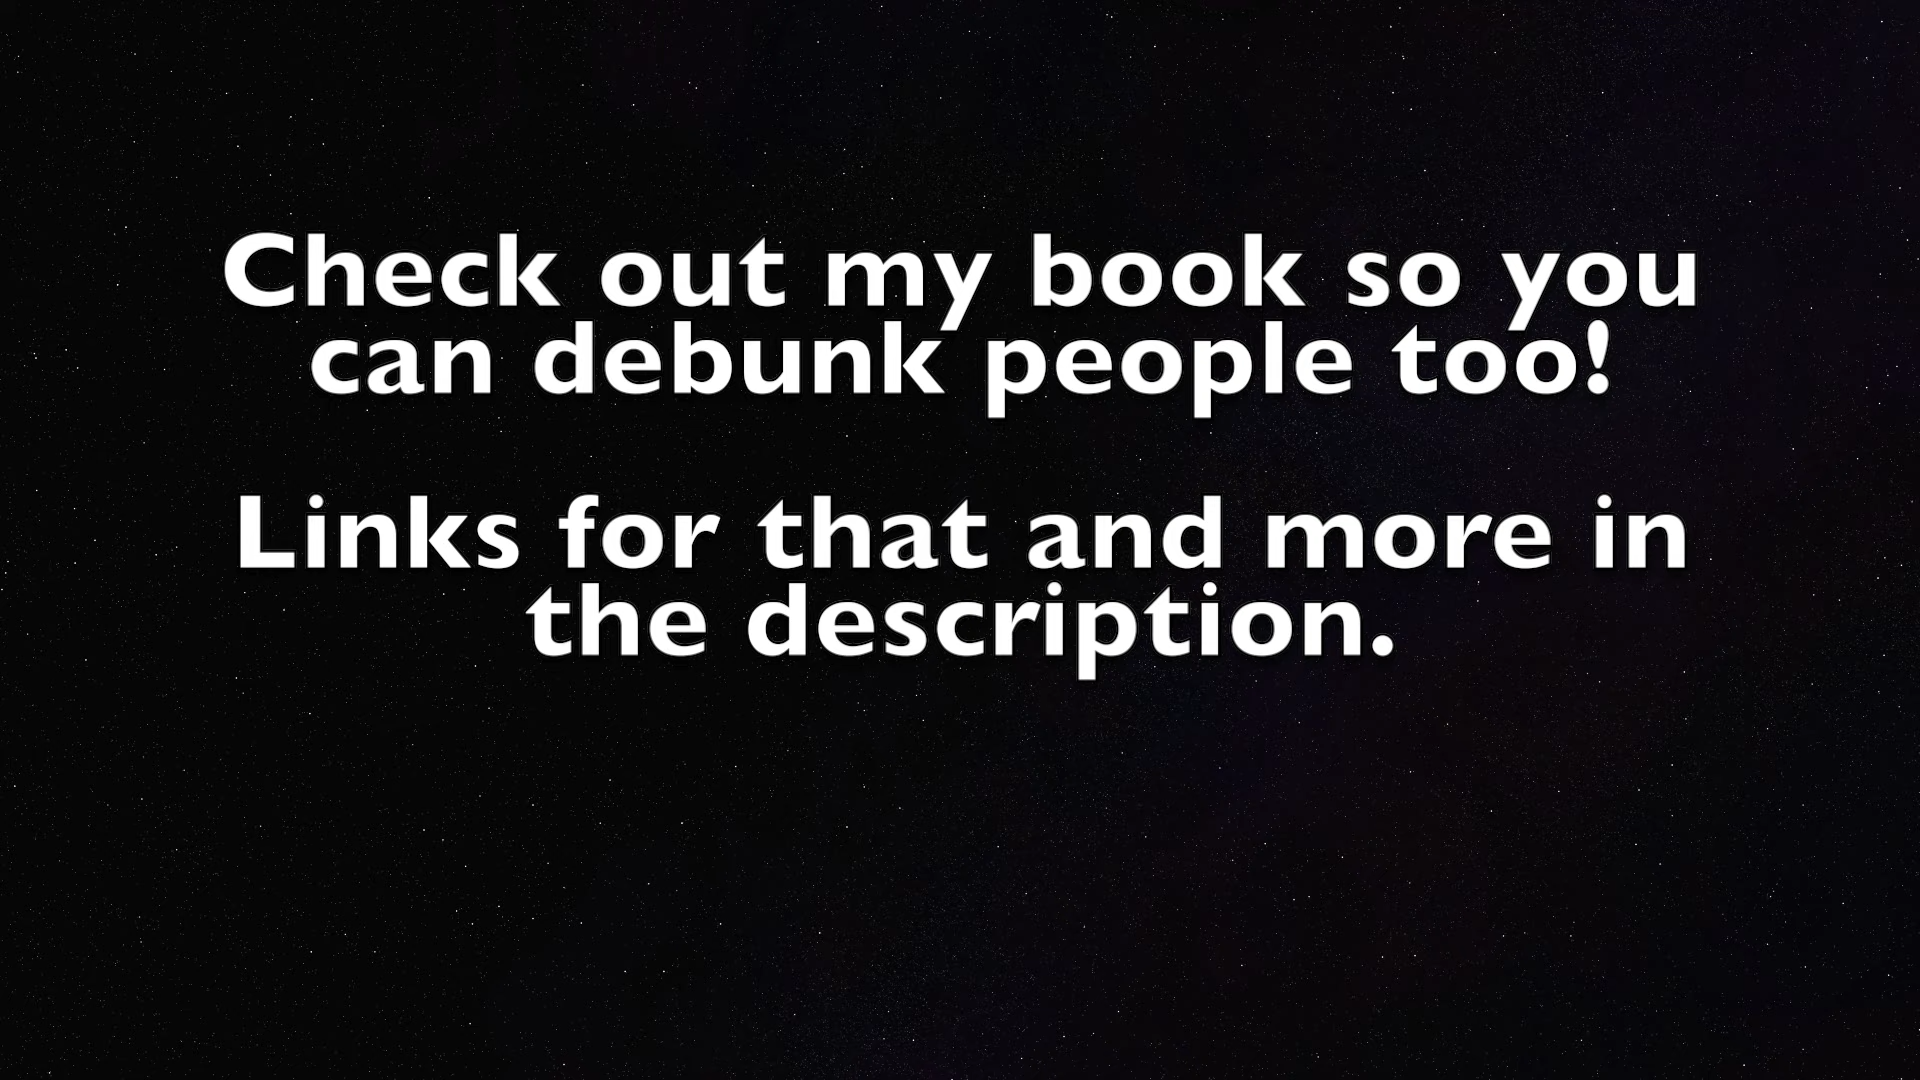 Check out my book so you
can debunk people too!
Links for that and more in
the description.